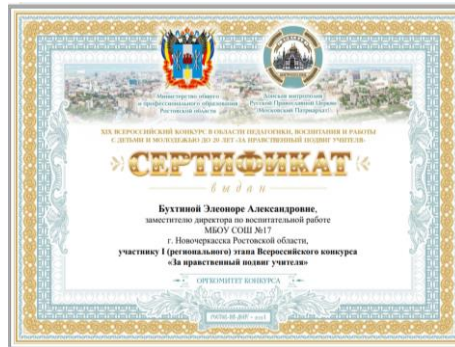 Министерство общего
и профессионального образования
Ростовской области
Донская митрополия
Русской Православной Церкви
(Московский Патриархат)
XIX ВСЕРОССИЙСКИЙ КОНКУРС В ОБЛАСТИ ПЕДАГОГИКИ, ВОСПИТАНИЯ И РАБОТЫ
С ДЕТЬМИ И МОЛОДЕЖЬЮ ДО 20 ЛЕТ «ЗА НРАВСТВЕННЫЙ ПОДВИГ УЧИТЕЛЯ»
СЕРТИФИКАТ
выдан
Бухтиной Элеоноре Александровне,
заместителю директора по воспитательной работе
МБОУ СОШ №17
г. Новочеркасска Ростовской области,
участнику I (регионального) этапа Всероссийского конкурса
«За нравственный подвиг учителя»
ОРГКОМИТЕТ КОНКУРСА